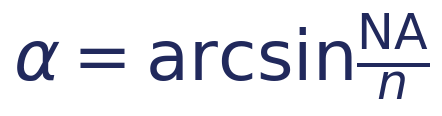 α = arcsin NA/n